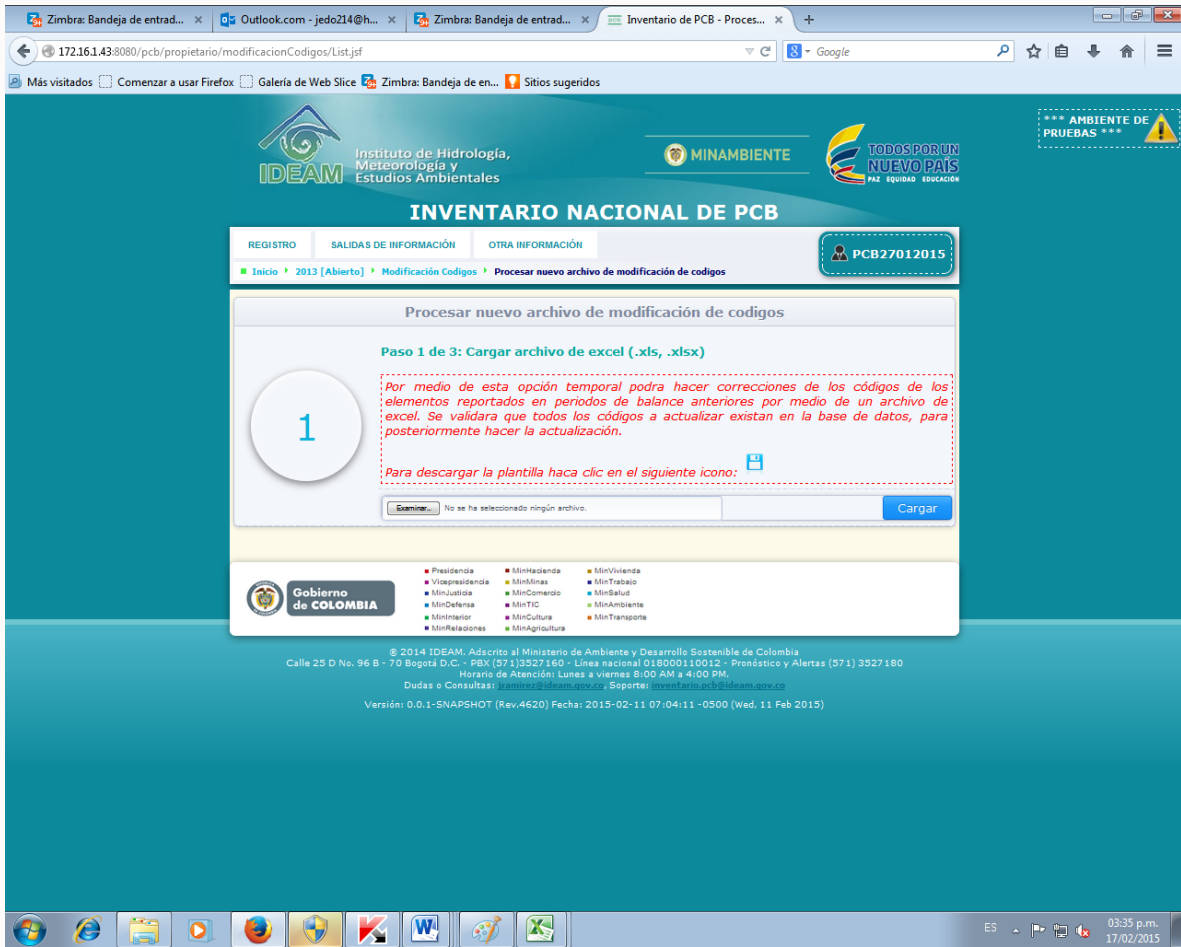 Zimbra: Bandeja de entrad...
Outlook.com - jedo214@h...
Zimbra: Bandeja de entrad...
Inventario de PCB - Proces...
172.16.1.43:8080/pcb/propietario/modificacionCodigos/List.jsf
Google
Más visitados
Comenzar a usar Firefox
Galería de Web Slice
Zimbra: Bandeja de en...
Sitios sugeridos
*** AMBIENTE DE
PRUEBAS ***
IDEAM
Instituto de Hidrología,
Meteorología y
Estudios Ambientales
MINAMBIENTE
TODOS POR UN
NUEVO PAÍS
PAZ EQUIDAD EDUCACIÓN
INVENTARIO NACIONAL DE PCB
REGISTRO
SALIDAS DE INFORMACIÓN
OTRA INFORMACIÓN
PCB27012015
Inicio
2013 [Abierto]
Modificación Codigos
Procesar nuevo archivo de modificación de codigos
Procesar nuevo archivo de modificación de codigos
Paso 1 de 3: Cargar archivo de excel (.xls, .xlsx)
1
Por medio de esta opción temporal podra hacer correcciones de los códigos de los
elementos reportados en periodos de balance anteriores por medio de un archivo de
excel. Se validara que todos los códigos a actualizar existan en la base de datos, para
posteriormente hacer la actualización.
Para descargar la plantilla haca clic en el siguiente icono:
Examinar...
No se ha seleccionado ningún archivo.
Cargar
Gobierno
de COLOMBIA
Presidencia
Vicepresidencia
MinJusticia
MinDefensa
MinInterior
MinRelaciones
MinHacienda
MinMinas
MinComercio
MinTIC
MinCultura
MinAgricultura
MinVivienda
MinTrabajo
MinSalud
MinAmbiente
MinTransporte
© 2014 IDEAM. Adscrito al Ministerio de Ambiente y Desarrollo Sostenible de Colombia
Calle 25 D No. 96 B - 70 Bogotá D.C. - PBX (571)3527160 - Línea nacional 018000110012 - Pronóstico y Alertas (571) 3527180
Horario de Atención: Lunes a viernes 8:00 AM a 4:00 PM.
Dudas o Consultas: jramirez@ideam.gov.co, Soporte: inventario.pcb@ideam.gov.co
Versión: 0.0.1-SNAPSHOT (Rev.4620) Fecha: 2015-02-11 07:04:11 -0500 (Wed, 11 Feb 2015)
ES
03:35 p.m.
17/02/2015